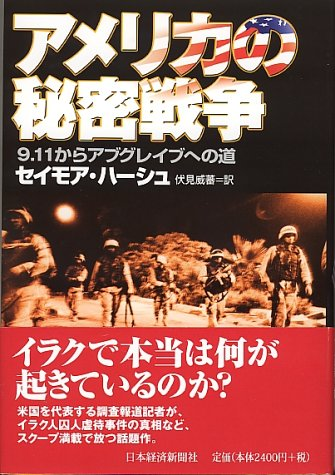 アメリカの
秘密戦争
9.11からアブグレイブへの道
セイモア・ハーシュ 伏見威蕃=訳
イラクで本当は何が
起きているのか?
米国を代表する調査報道記者が、
イラク人囚人虐待事件の真相など、
スクープ満載で放つ話題作。
日本経済新聞社 定価(本体2400円+税)